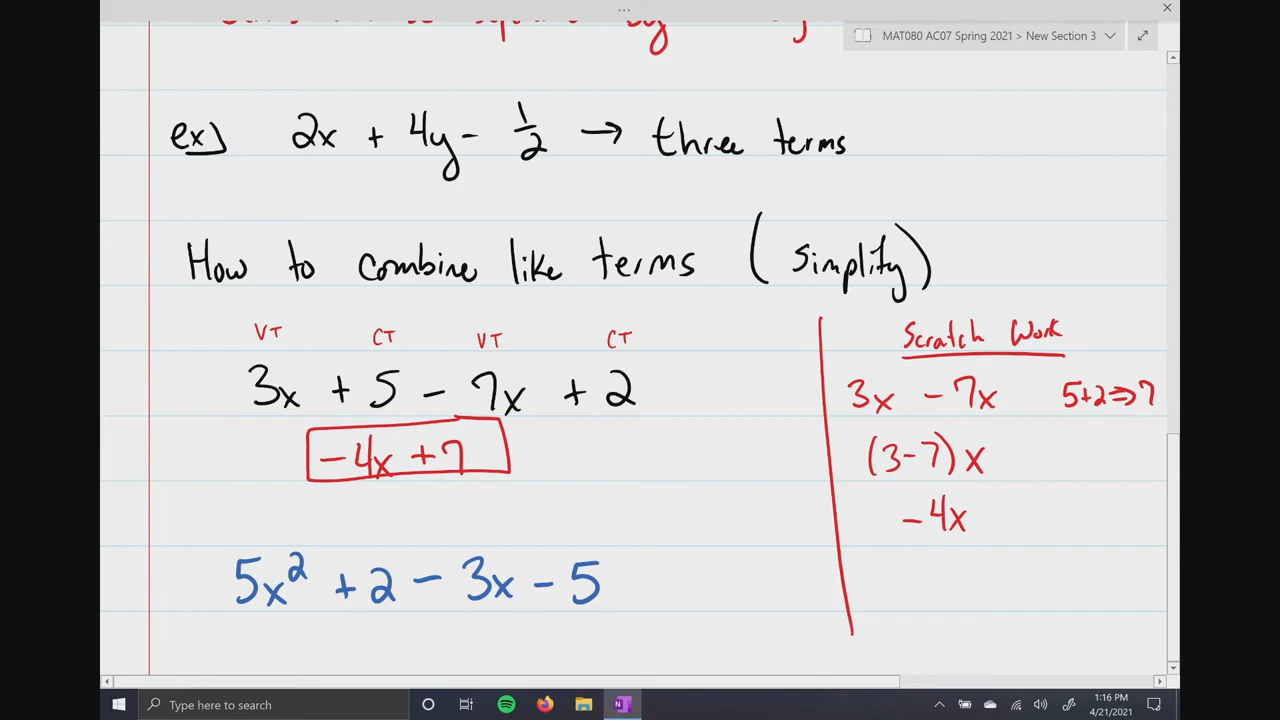 MAT080 AC07 Spring 2021 > New Section 3
ex) 2x + 4y - 1/2 → three terms
How to combine like terms (simplify)
VT CT VT CT
3x + 5 - 7x + 2
-4x + 7
5x² + 2 - 3x - 5
Scratch Work
3x - 7x 5+2⇒7
(3-7)x
-4x
Type here to search
1:16 PM
4/21/2021